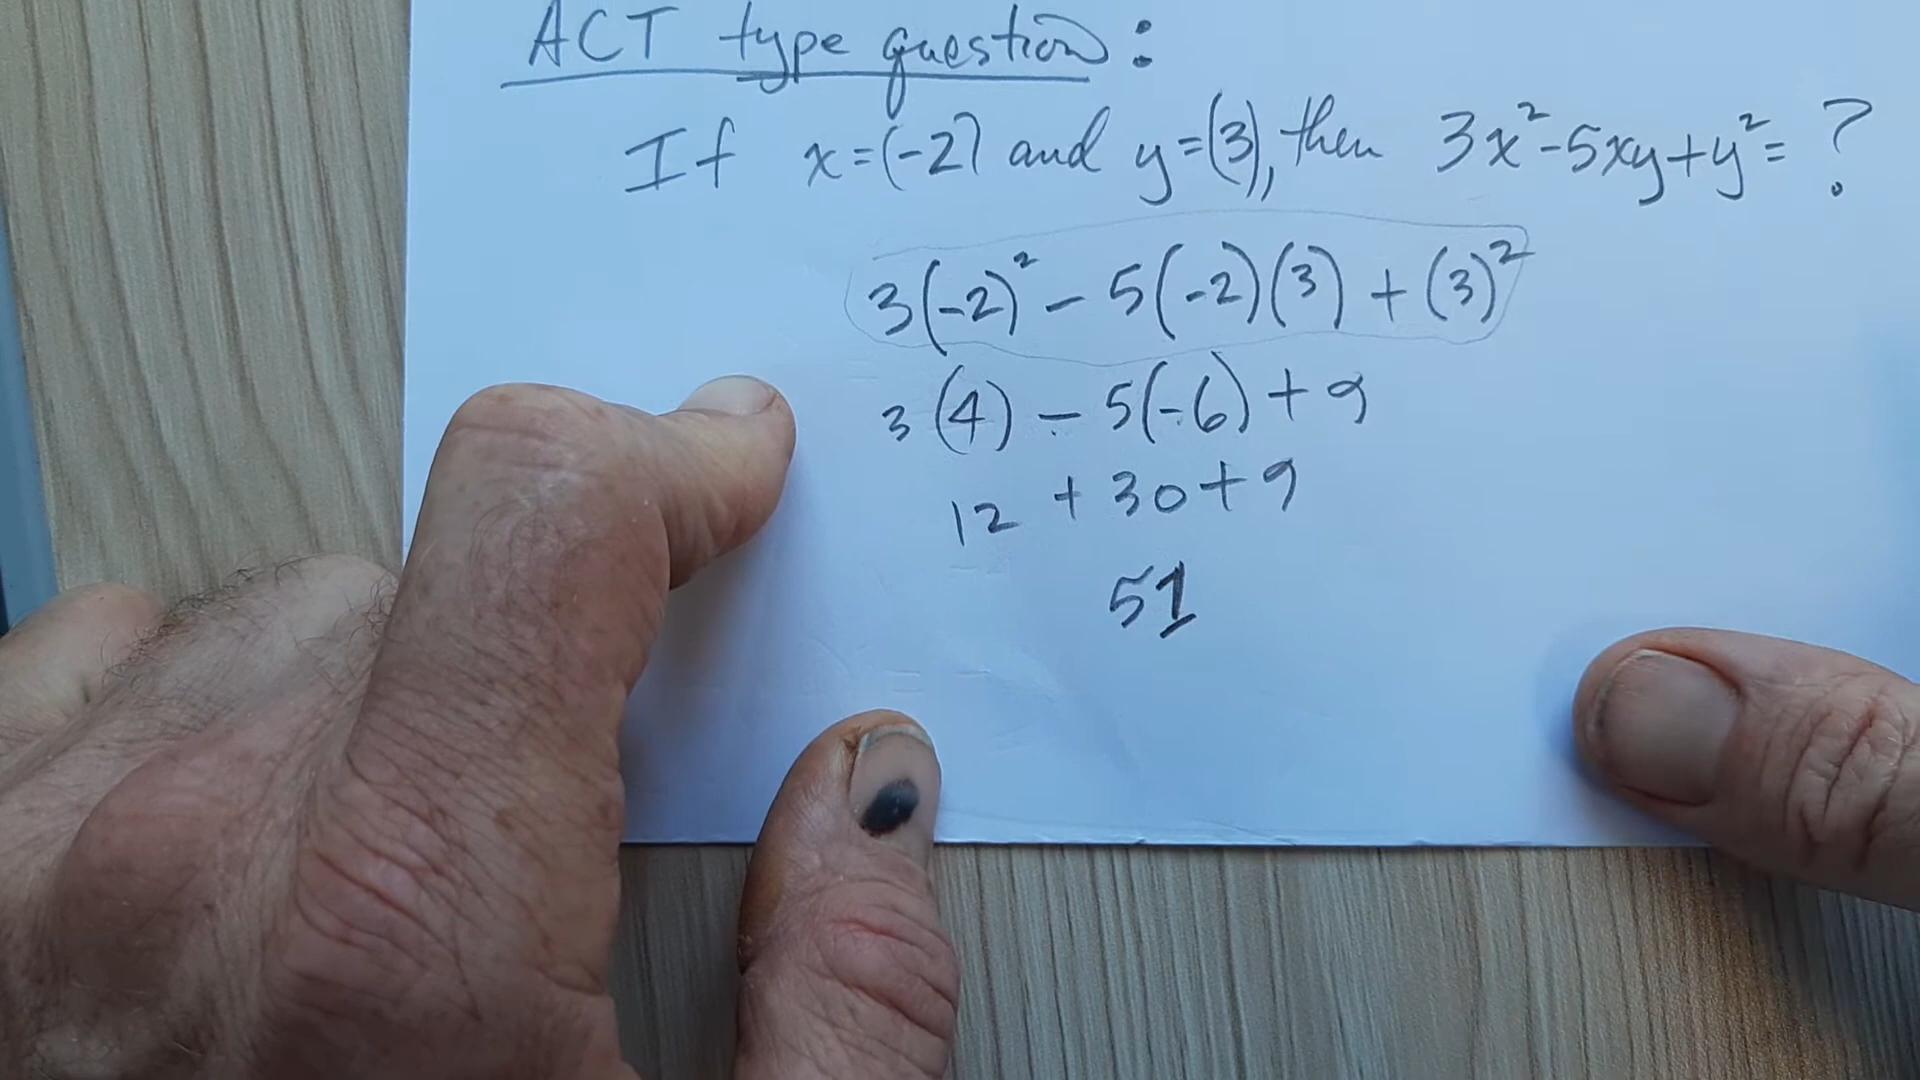 ACT type question:
If x=(-2) and y=(3), then 3x²-5xy+y²= ?
3(-2)² - 5(-2)(3) + (3)²
3(4) - 5(-6) + 9
12 + 30 + 9
51